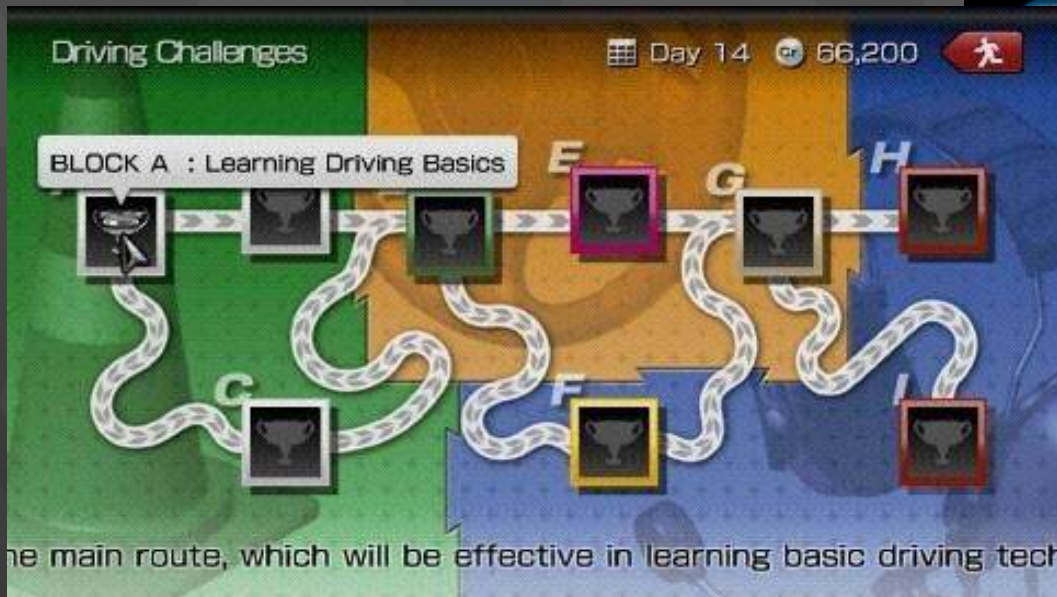 Driving Challenges
Day 14 Cr 66,200
BLOCK A : Learning Driving Basics
E
G
H
C
F
I
he main route, which will be effective in learning basic driving tech